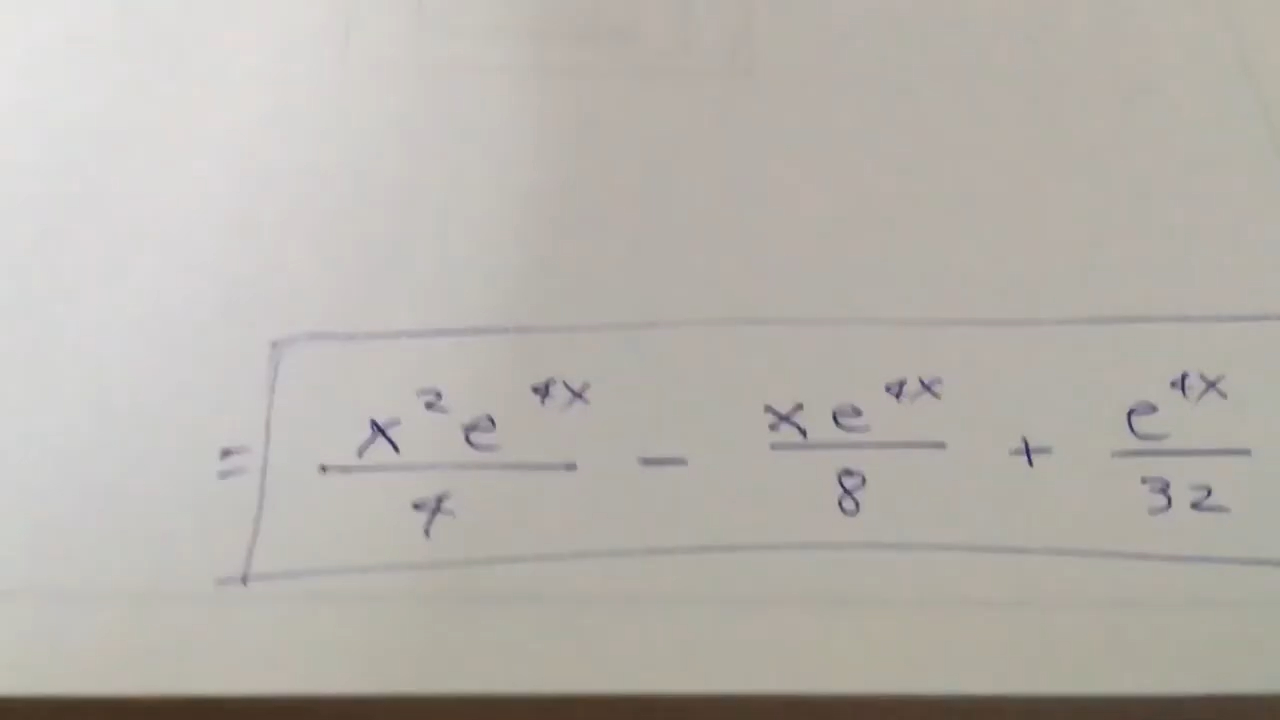 = x²e⁴ˣ/4 - xe⁴ˣ/8 + e⁴ˣ/32